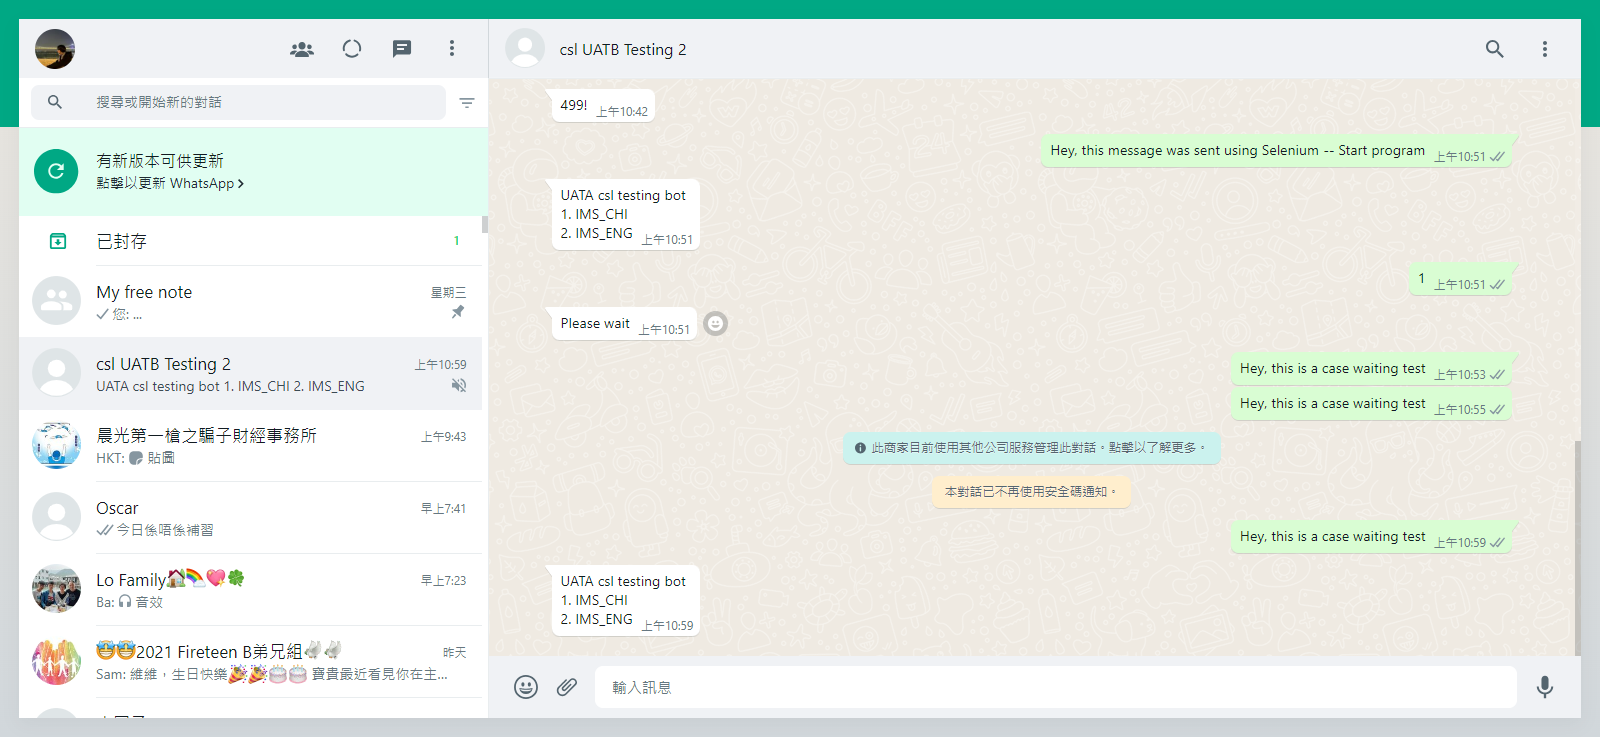 搜尋或開始新的對話
有新版本可供更新
點擊以更新 WhatsApp
已封存
1
My free note
星期三
您: ...
csl UATB Testing 2
上午10:59
UATA csl testing bot 1. IMS_CHI 2. IMS_ENG
晨光第一槍之騙子財經事務所
上午9:43
HKT: 貼圖
Oscar
早上7:41
今日係唔係補習
Lo Family🏠🌈💖🍀
早上7:23
Ba: 音效
🤩🤩2021 Fireteen B弟兄組🕊🕊
昨天
Sam: 維維，生日快樂🎉🎉🎂🎂 寶貴最近看見你在主...
csl UATB Testing 2
499!
上午10:42
Hey, this message was sent using Selenium -- Start program
上午10:51
UATA csl testing bot
1. IMS_CHI
2. IMS_ENG
上午10:51
1
上午10:51
Please wait
上午10:51
Hey, this is a case waiting test
上午10:53
Hey, this is a case waiting test
上午10:55
此商家目前使用其他公司服務管理此對話。點擊以了解更多。
本對話已不再使用安全碼通知。
Hey, this is a case waiting test
上午10:59
UATA csl testing bot
1. IMS_CHI
2. IMS_ENG
上午10:59
輸入訊息